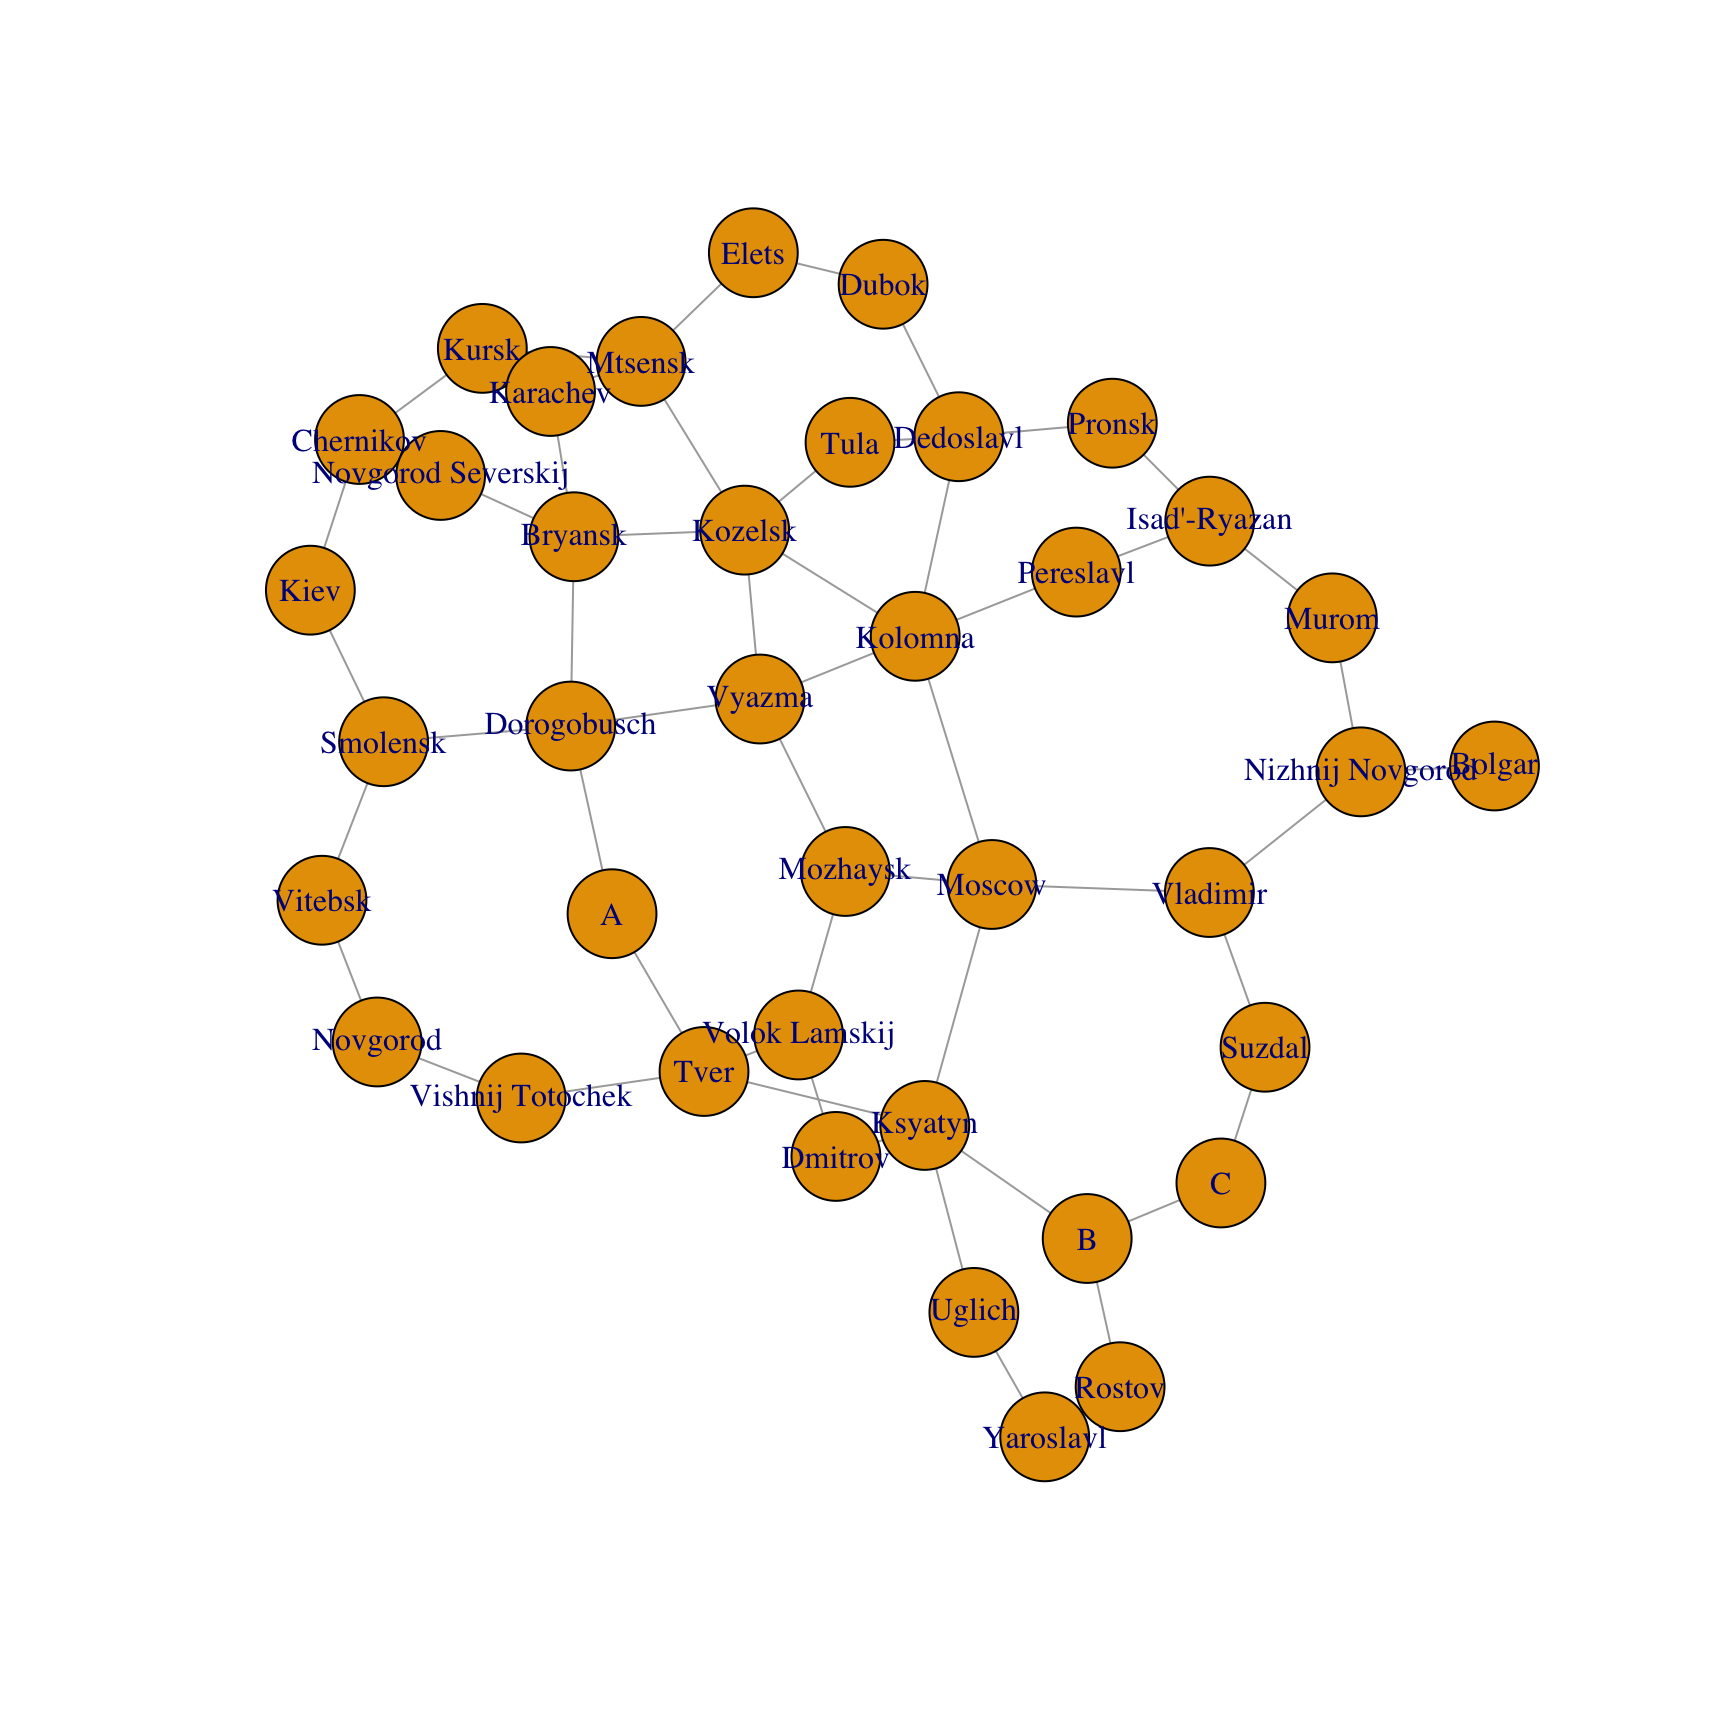 Elets
Dubok
Kursk
Mtsensk
Karachev
Chernikov
Tula
Dedoslavl
Pronsk
Novgorod Severskij
Bryansk
Kozelsk
Isad'-Ryazan
Pereslavl
Kiev
Kolomna
Murom
Vyazma
Dorogobusch
Smolensk
Nizhnij Novgorod
Bolgar
Mozhaysk
Moscow
Vladimir
Vitebsk
A
Novgorod
Volok Lamskij
Suzdal
Tver
Vishnij Totochek
Ksyatyn
Dmitrov
C
B
Uglich
Rostov
Yaroslavl